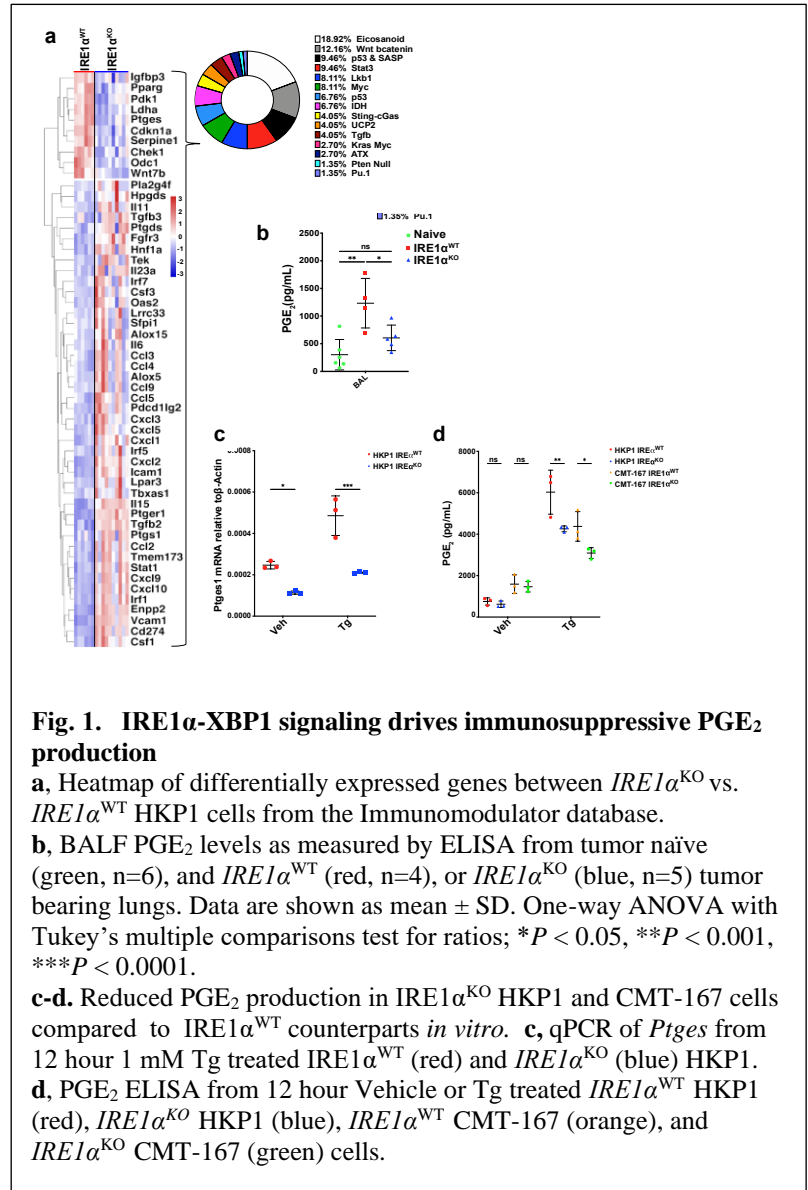 a
IRE1α^WT
IRE1α^KO
Igfbp3
Pparg
Pdk1
Ldha
Ptges
Cdkn1a
Serpine1
Chek1
Odc1
Wnt7b
Pla2g4f
Hpgds
Il11
Tgfb3
Ptgds
Fgfr3
Hnf1a
Tek
Il23a
Irf7
Csf3
Oas2
Lrrc33
Sfpi1
Alox15
Il6
Ccl3
Ccl4
Alox5
Ccl9
Ccl5
Pdcd1lg2
Cxcl3
Cxcl5
Cxcl1
Irf5
Cxcl2
Icam1
Lpar3
Tbxas1
Il15
Ptger1
Tgfb2
Ptgs1
Ccl2
Tmem173
Stat1
Cxcl9
Cxcl10
Irf1
Enpp2
Vcam1
Cd274
Csf1
3
2
1
0
-1
-2
-3
18.92% Eicosanoid
12.16% Wnt bcatenin
9.46% p53 & SASP
9.46% Stat3
8.11% Lkb1
8.11% Myc
6.76% p53
6.76% IDH
4.05% Sting-cGas
4.05% UCP2
4.05% Tgfb
2.70% Kras Myc
2.70% ATX
1.35% Pten Null
1.35% Pu.1
1.35% Pu.1
b
Naive
IRE1α^WT
IRE1α^KO
PGE₂(pg/mL)
2500
2000
1500
1000
500
0
ns
** *
BAL
c
HKP1 IREα^WT
HKP1 IREα^KO
Ptges1 mRNA relative toβ-Actin
0.0006
0.0004
0.0002
0.0000
* ***
Veh Tg
d
HKP1 IREα^WT
HKP1 IREα^KO
CMT-167 IRE1α^WT
CMT-167 IRE1α^KO
PGE₂ (pg/mL)
8000
6000
4000
2000
0
ns ns ** *
Veh Tg
Fig. 1. IRE1α-XBP1 signaling drives immunosuppressive PGE₂
production
a, Heatmap of differentially expressed genes between IRE1α^KO vs.
IRE1α^WT HKP1 cells from the Immunomodulator database.
b, BALF PGE₂ levels as measured by ELISA from tumor naïve
(green, n=6), and IRE1α^WT (red, n=4), or IRE1α^KO (blue, n=5) tumor
bearing lungs. Data are shown as mean ± SD. One-way ANOVA with
Tukey’s multiple comparisons test for ratios; *P < 0.05, **P < 0.001,
***P < 0.0001.
c-d. Reduced PGE₂ production in IRE1α^KO HKP1 and CMT-167 cells
compared to IRE1α^WT counterparts in vitro. c, qPCR of Ptges from
12 hour 1 mM Tg treated IRE1α^WT (red) and IRE1α^KO (blue) HKP1.
d, PGE₂ ELISA from 12 hour Vehicle or Tg treated IRE1α^WT HKP1
(red), IRE1α^KO HKP1 (blue), IRE1α^WT CMT-167 (orange), and
IRE1α^KO CMT-167 (green) cells.